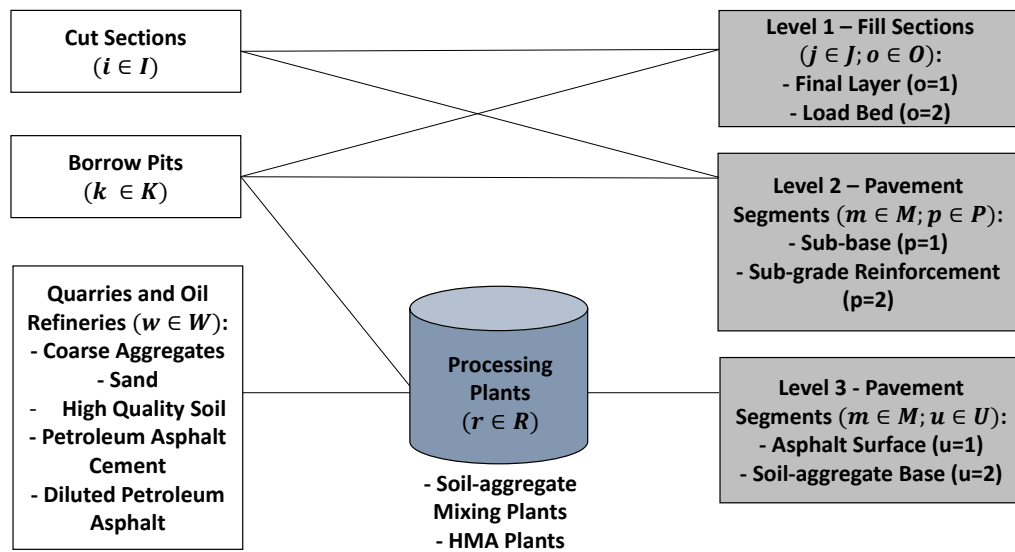 Cut Sections
(i ∈ I)
Borrow Pits
(k ∈ K)
Quarries and Oil
Refineries (w ∈ W):
- Coarse Aggregates
- Sand
- High Quality Soil
- Petroleum Asphalt
Cement
- Diluted Petroleum
Asphalt
Processing
Plants
(r ∈ R)
- Soil-aggregate
Mixing Plants
- HMA Plants
Level 1 – Fill Sections
(j ∈ J; o ∈ O):
- Final Layer (o=1)
- Load Bed (o=2)
Level 2 – Pavement
Segments (m ∈ M; p ∈ P):
- Sub-base (p=1)
- Sub-grade Reinforcement
(p=2)
Level 3 - Pavement
Segments (m ∈ M; u ∈ U):
- Asphalt Surface (u=1)
- Soil-aggregate Base (u=2)